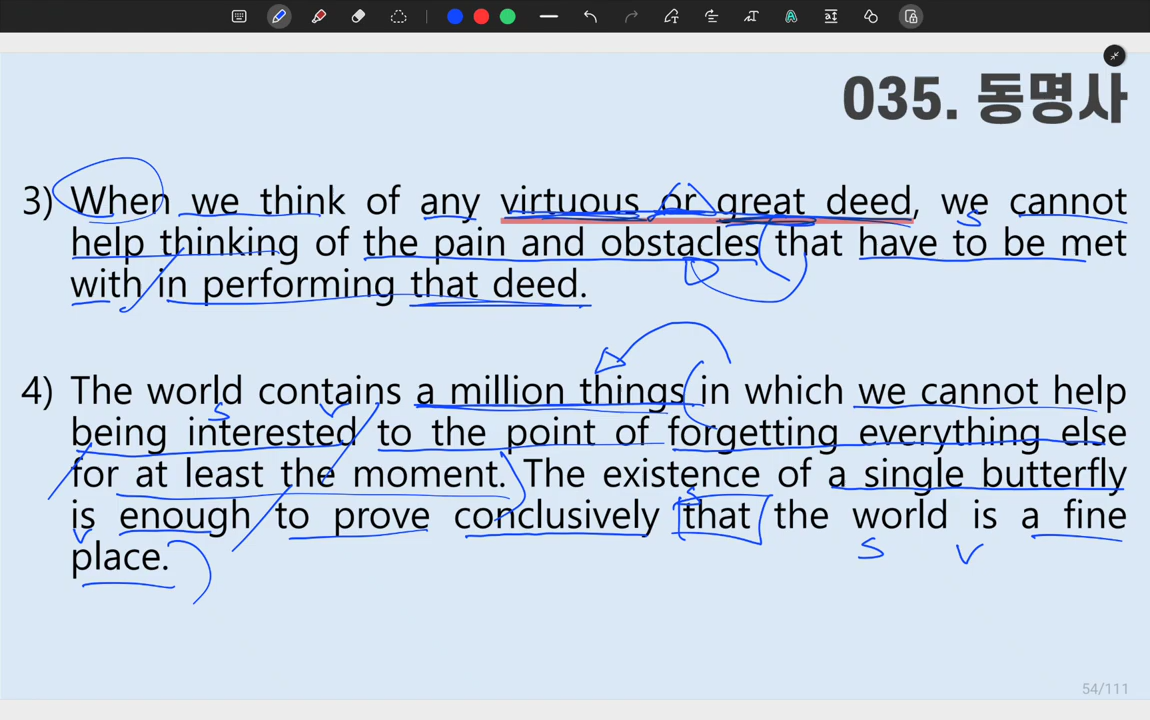 035. 동명사
3) When we think of any virtuous or great deed, we cannot
help thinking of the pain and obstacles that have to be met
with in performing that deed.
4) The world contains a million things in which we cannot help
being interested to the point of forgetting everything else
for at least the moment. The existence of a single butterfly
is enough to prove conclusively that the world is a fine
place.
54/111